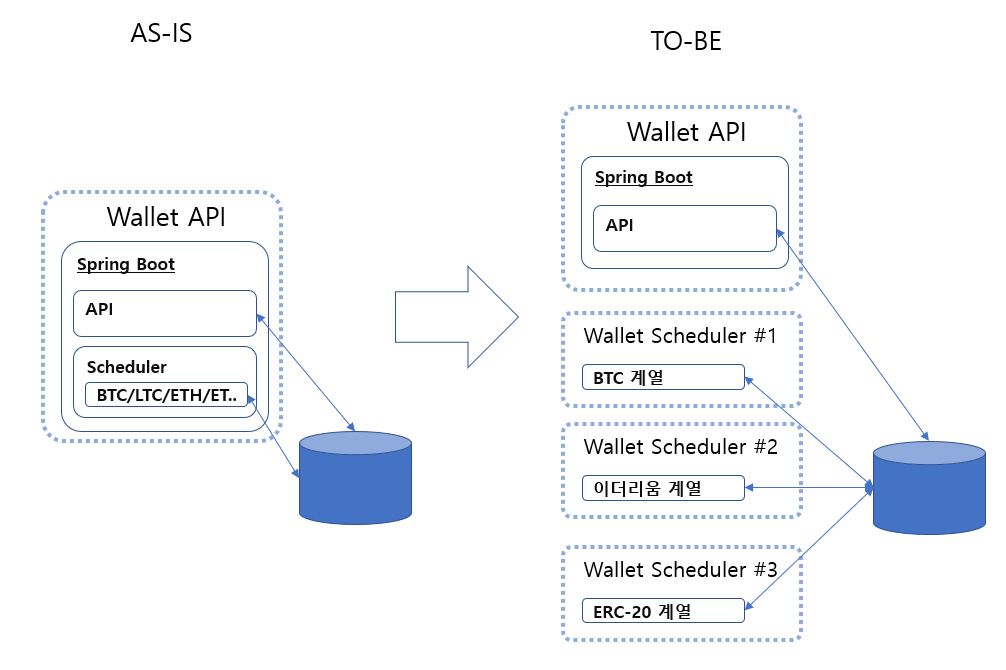 AS-IS
Wallet API
Spring Boot
API
Scheduler
BTC/LTC/ETH/ET..
TO-BE
Wallet API
Spring Boot
API
Wallet Scheduler #1
BTC 계열
Wallet Scheduler #2
이더리움 계열
Wallet Scheduler #3
ERC-20 계열